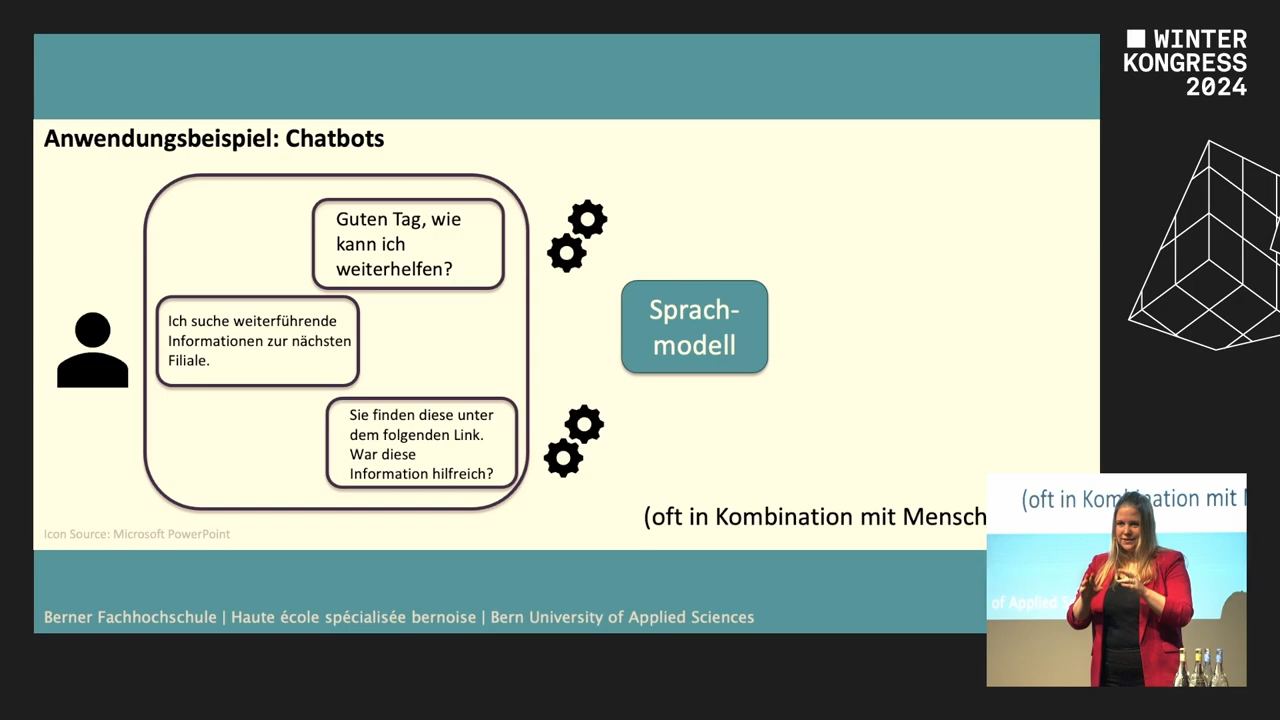 WINTER
KONGRESS
2024
Anwendungsbeispiel: Chatbots
Guten Tag, wie
kann ich
weiterhelfen?
Ich suche weiterführende
Informationen zur nächsten
Filiale.
Sprach-
modell
Sie finden diese unter
dem folgenden Link.
War diese
Information hilfreich?
(oft in Kombination mit Mensch
Icon Source: Microsoft PowerPoint
Berner Fachhochschule | Haute école spécialisée bernoise | Bern University of Applied Sciences
(oft in Kombination mit
of Applied